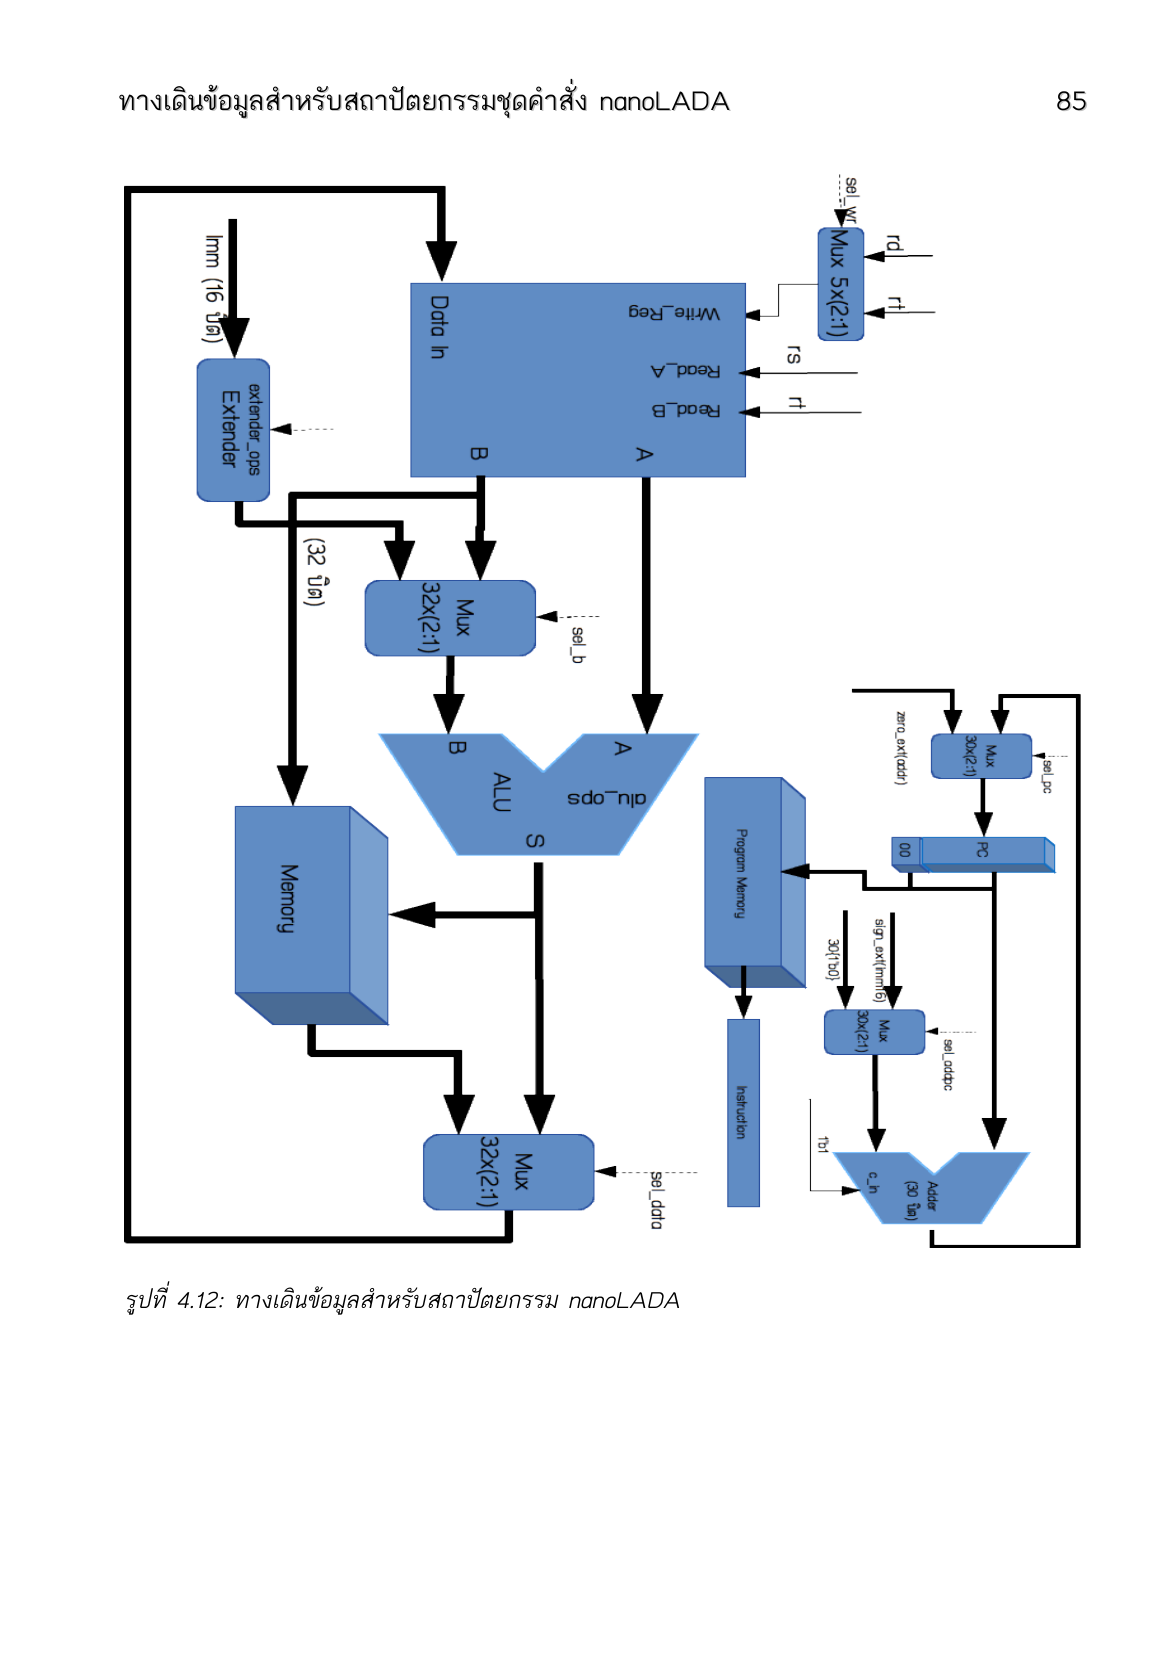 ทางเดินข้อมูลสำหรับสถาปัตยกรรมชุดคำสั่ง nanoLADA 85
sel_wr
Mux 5x(2:1)
rd
rt
Imm (16 บิต)
Data In
Write_Reg
Read_A
Read_B
rs
rt
B
A
extender_ops
Extender
(32 บิต)
Mux
32x(2:1)
sel_b
B
A
ALU
alu_ops
S
Memory
Mux
32x(2:1)
sel_data
zero_ext(addr)
Mux
30x(2:1)
sel_pc
00
PC
Program Memory
30{1'b0}
sign_ext(Imm16)
Mux
30x(2:1)
sel_addpc
Instruction
1'b1
c_in
Adder
(30 บิต)
รูปที่ 4.12: ทางเดินข้อมูลสำหรับสถาปัตยกรรม nanoLADA